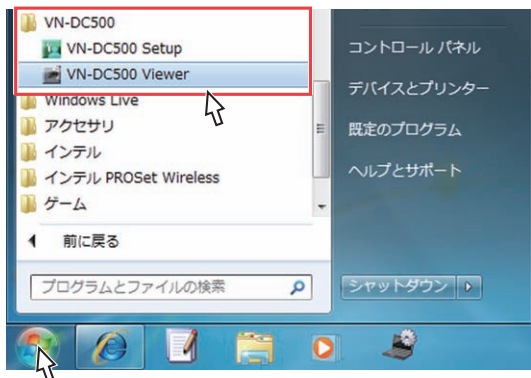 VN-DC500
VN-DC500 Setup
VN-DC500 Viewer
Windows Live
アクセサリ
インテル
インテル PROSet Wireless
ゲーム
前に戻る
プログラムとファイルの検索
コントロール パネル
デバイスとプリンター
既定のプログラム
ヘルプとサポート
シャットダウン